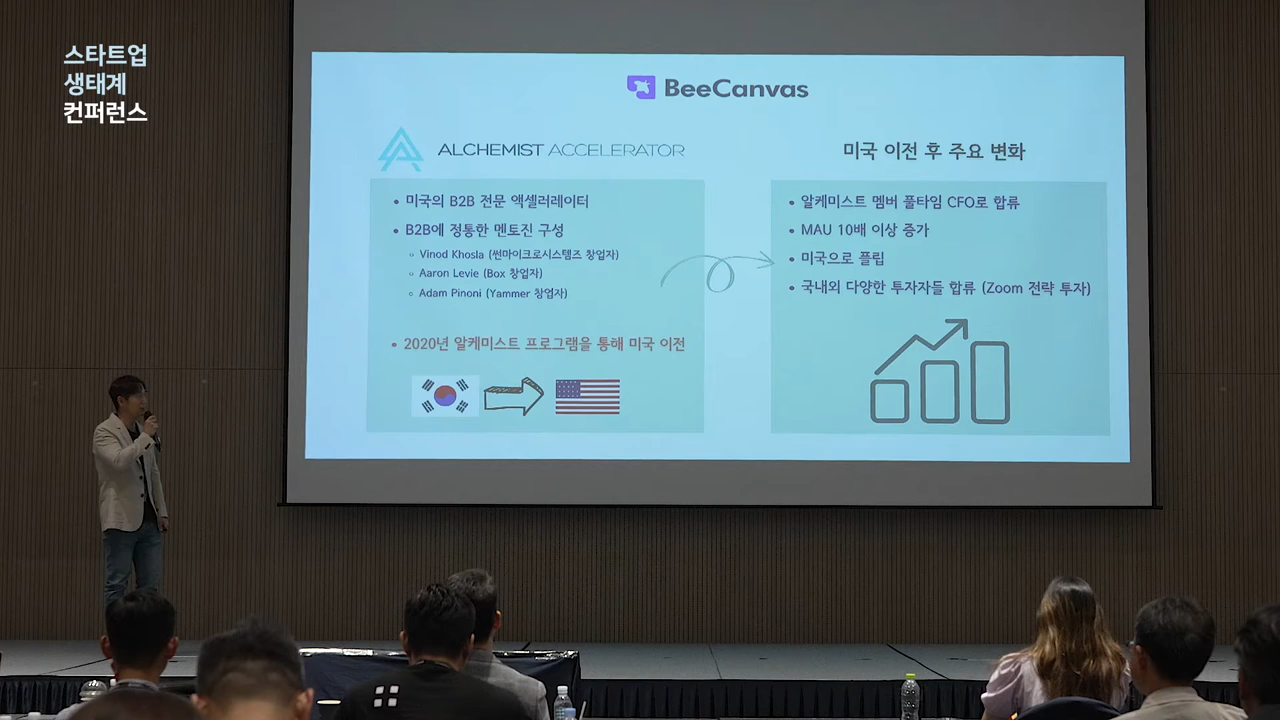 스타트업
생태계
컨퍼런스
BeeCanvas
ALCHEMIST ACCELERATOR
• 미국의 B2B 전문 액셀러레이터
• B2B에 정통한 멘토진 구성
◦ Vinod Khosla (썬마이크로시스템즈 창업자)
◦ Aaron Levie (Box 창업자)
◦ Adam Pinoni (Yammer 창업자)
• 2020년 알케미스트 프로그램을 통해 미국 이전
미국 이전 후 주요 변화
• 알케미스트 멤버 풀타임 CFO로 합류
• MAU 10배 이상 증가
• 미국으로 플립
• 국내외 다양한 투자자들 합류 (Zoom 전략 투자)